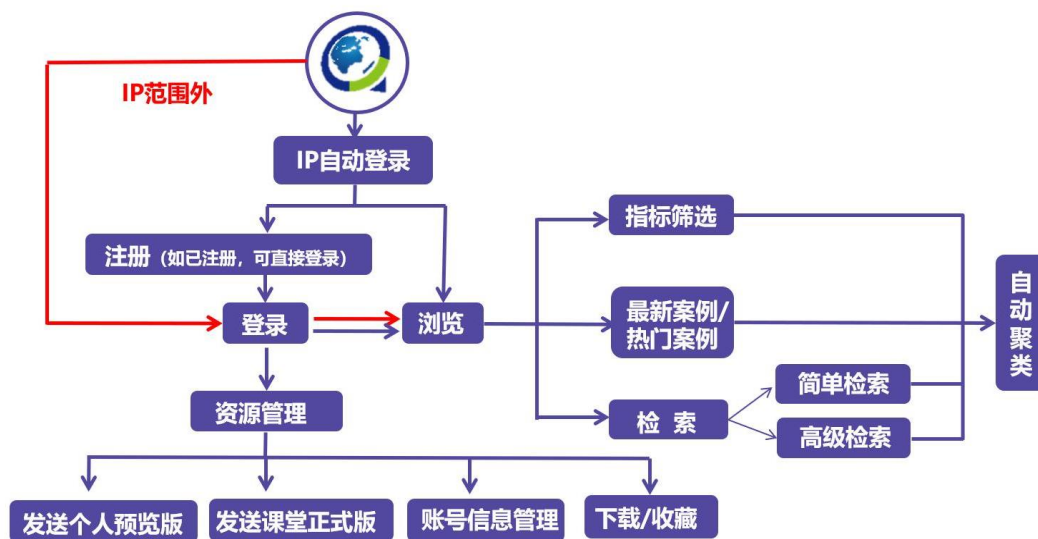 IP范围外
IP自动登录
注册（如已注册，可直接登录）
登录
浏览
资源管理
发送个人预览版
发送课堂正式版
账号信息管理
下载/收藏
指标筛选
最新案例/
热门案例
检 索
简单检索
高级检索
自动聚类